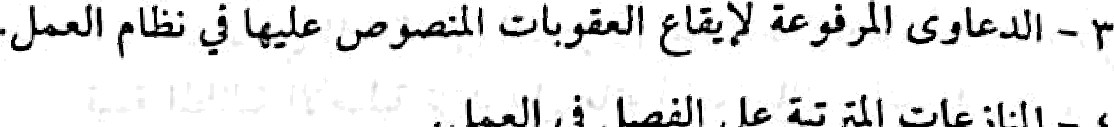 ٣ - الدعاوى المرفوعة لإيقاع العقوبات المنصوص عليها في نظام العمل.
٤ - المنازعات المترتبة على الفصل في العمل.